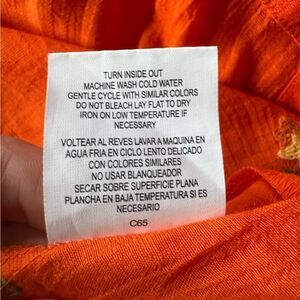 TURN INSIDE OUT
MACHINE WASH COLD WATER
GENTLE CYCLE WITH SIMILAR COLORS
DO NOT BLEACH LAY FLAT TO DRY
IRON ON LOW TEMPERATURE IF
NECESSARY
VOLTEAR AL REVES LAVAR A MAQUINA EN
AGUA FRIA EN CICLO LENTO DELICADO
CON COLORES SIMILARES
NO USAR BLANQUEADOR
SECAR SOBRE SUPERFICIE PLANA
PLANCHA EN BAJA TEMPERATURA SI ES
NECESARIO
C65